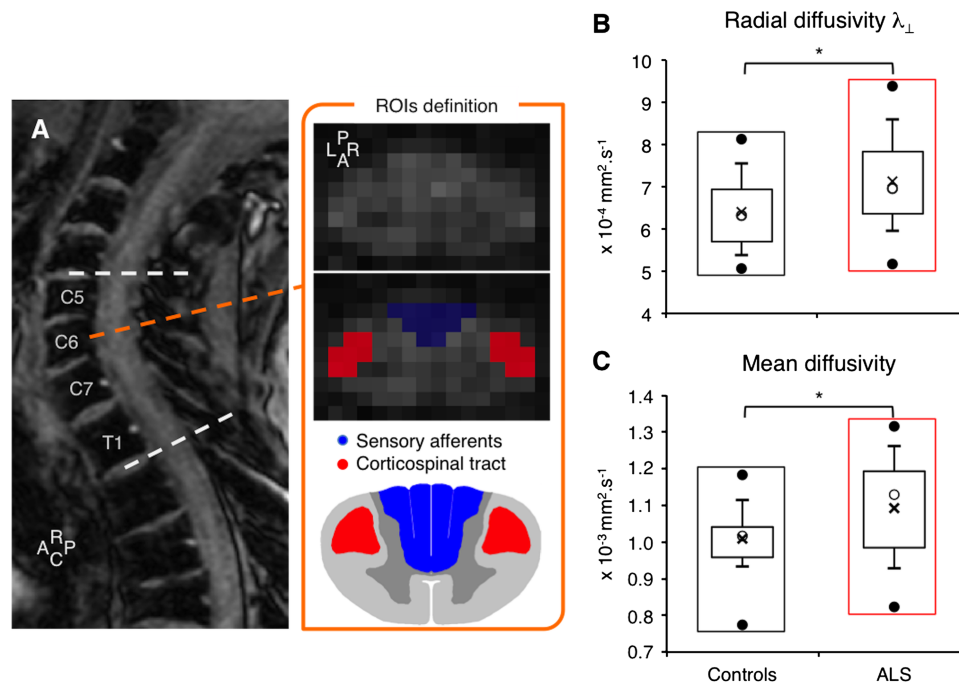 A
C5
C6
C7
T1
R
A P
C
ROIs definition
P
L R
A
Sensory afferents
Corticospinal tract
B
Radial diffusivity λ⊥
*
10
9
8
7
6
5
4
x 10⁻⁴ mm².s⁻¹
C
Mean diffusivity
*
1.4
1.3
1.2
1.1
1.0
0.9
0.8
0.7
x 10⁻³ mm².s⁻¹
Controls ALS